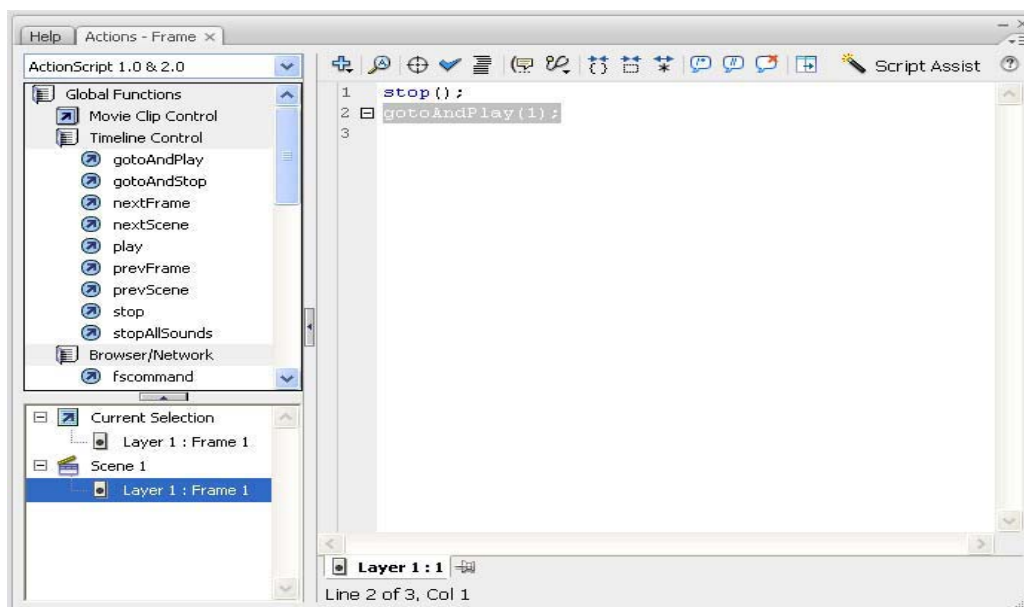 Help
Actions - Frame ×
ActionScript 1.0 & 2.0
Script Assist
Global Functions
Movie Clip Control
Timeline Control
gotoAndPlay
gotoAndStop
nextFrame
nextScene
play
prevFrame
prevScene
stop
stopAllSounds
Browser/Network
fscommand
Current Selection
Layer 1 : Frame 1
Scene 1
Layer 1 : Frame 1
1 stop();
2 gotoAndPlay(1);
3
Layer 1 : 1
Line 2 of 3, Col 1